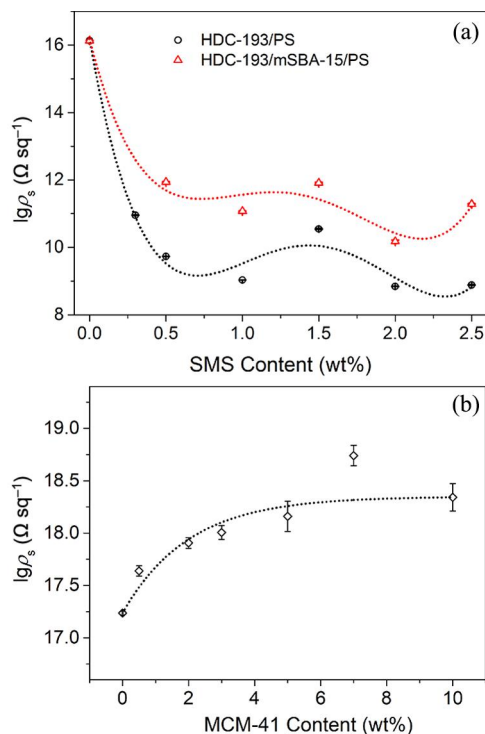 (a)
HDC-193/PS
HDC-193/mSBA-15/PS
16
14
12
10
8
lgρs (Ω sq⁻¹)
0.0 0.5 1.0 1.5 2.0 2.5
SMS Content (wt%)
(b)
19.0
18.5
18.0
17.5
17.0
lgρs (Ω sq⁻¹)
0 2 4 6 8 10
MCM-41 Content (wt%)